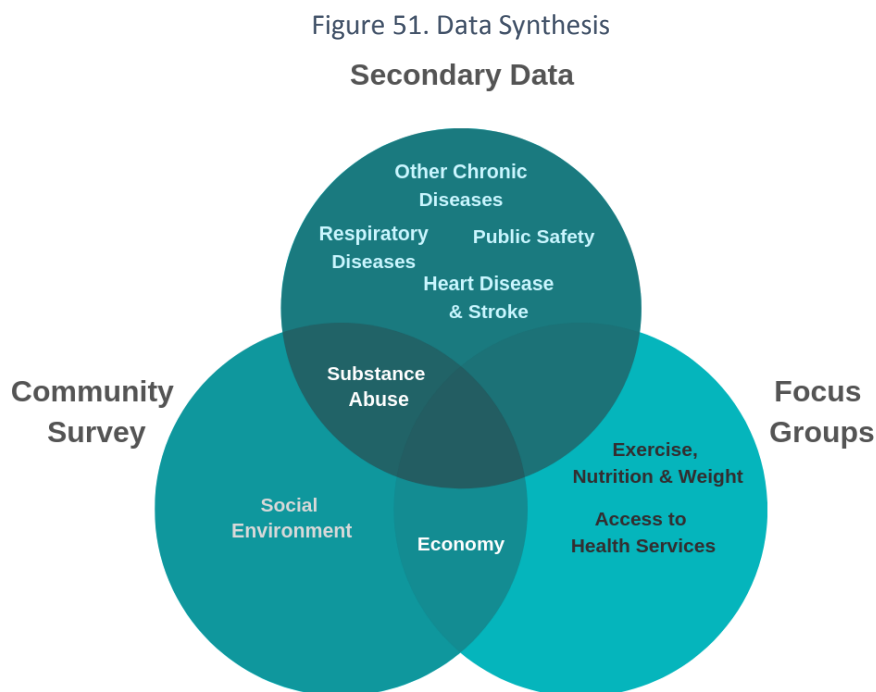 Figure 51. Data Synthesis
Secondary Data
Other Chronic
Diseases
Respiratory
Diseases
Public Safety
Heart Disease
& Stroke
Community
Survey
Substance
Abuse
Focus
Groups
Exercise,
Nutrition & Weight
Social
Environment
Access to
Health Services
Economy